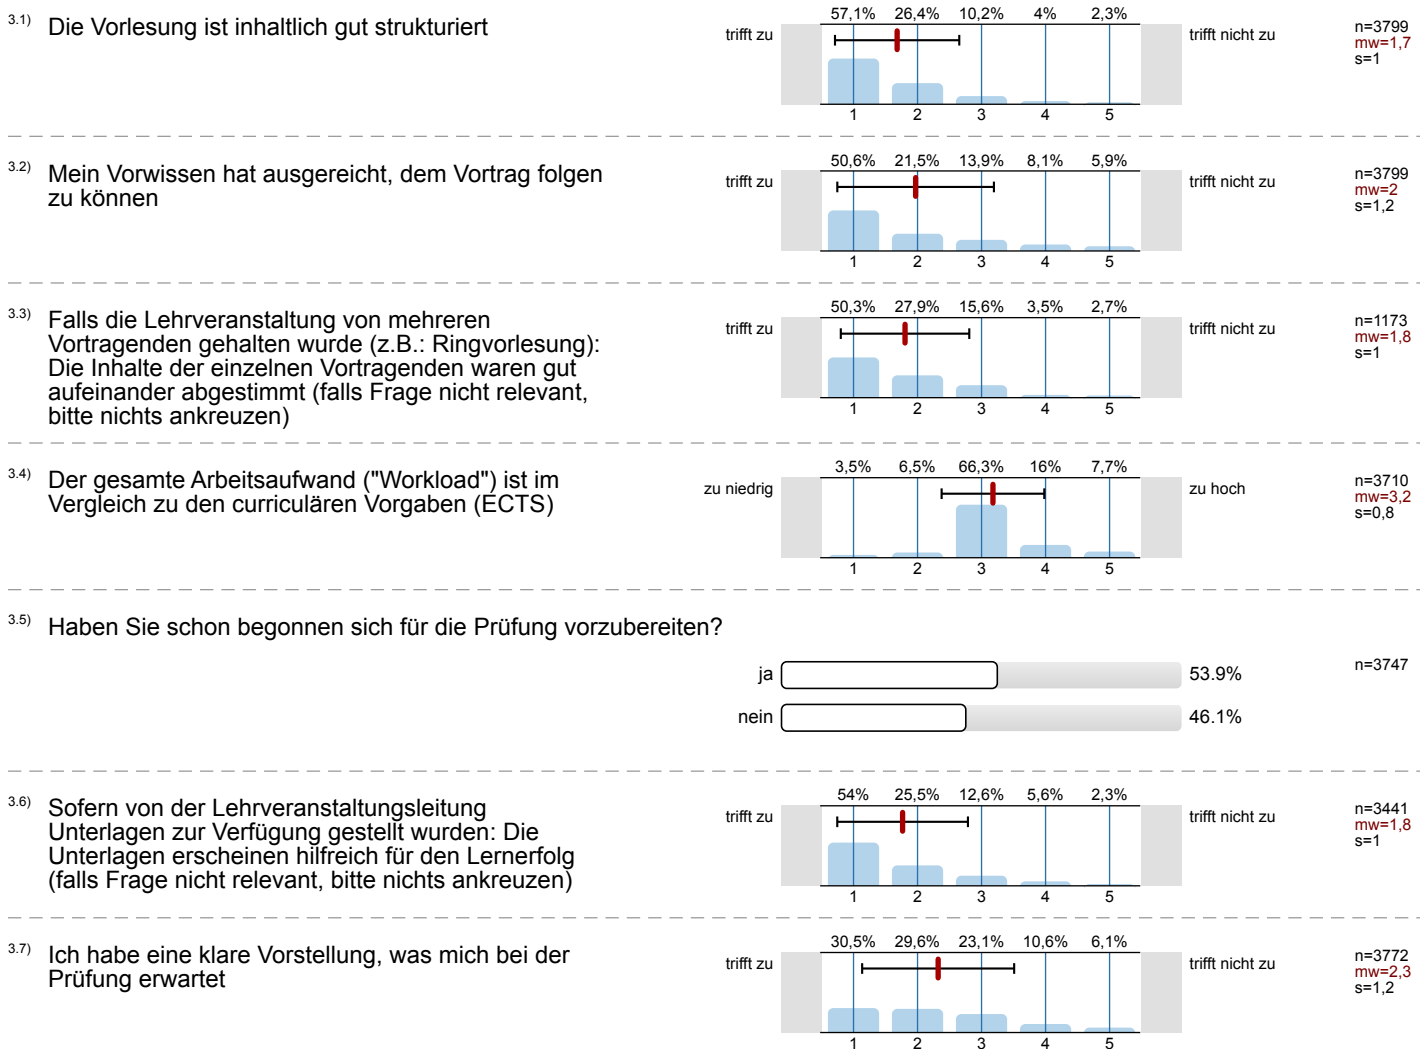 3.1) Die Vorlesung ist inhaltlich gut strukturiert
57,1% 26,4% 10,2% 4% 2,3%
trifft zu
trifft nicht zu
n=3799
mw=1,7
s=1
1 2 3 4 5
3.2) Mein Vorwissen hat ausgereicht, dem Vortrag folgen
zu können
50,6% 21,5% 13,9% 8,1% 5,9%
trifft zu
trifft nicht zu
n=3799
mw=2
s=1,2
1 2 3 4 5
3.3) Falls die Lehrveranstaltung von mehreren
Vortragenden gehalten wurde (z.B.: Ringvorlesung):
Die Inhalte der einzelnen Vortragenden waren gut
aufeinander abgestimmt (falls Frage nicht relevant,
bitte nichts ankreuzen)
50,3% 27,9% 15,6% 3,5% 2,7%
trifft zu
trifft nicht zu
n=1173
mw=1,8
s=1
1 2 3 4 5
3.4) Der gesamte Arbeitsaufwand ("Workload") ist im
Vergleich zu den curriculären Vorgaben (ECTS)
3,5% 6,5% 66,3% 16% 7,7%
zu niedrig
zu hoch
n=3710
mw=3,2
s=0,8
1 2 3 4 5
3.5) Haben Sie schon begonnen sich für die Prüfung vorzubereiten?
ja 53.9%
n=3747
nein 46.1%
3.6) Sofern von der Lehrveranstaltungsleitung
Unterlagen zur Verfügung gestellt wurden: Die
Unterlagen erscheinen hilfreich für den Lernerfolg
(falls Frage nicht relevant, bitte nichts ankreuzen)
54% 25,5% 12,6% 5,6% 2,3%
trifft zu
trifft nicht zu
n=3441
mw=1,8
s=1
1 2 3 4 5
3.7) Ich habe eine klare Vorstellung, was mich bei der
Prüfung erwartet
30,5% 29,6% 23,1% 10,6% 6,1%
trifft zu
trifft nicht zu
n=3772
mw=2,3
s=1,2
1 2 3 4 5